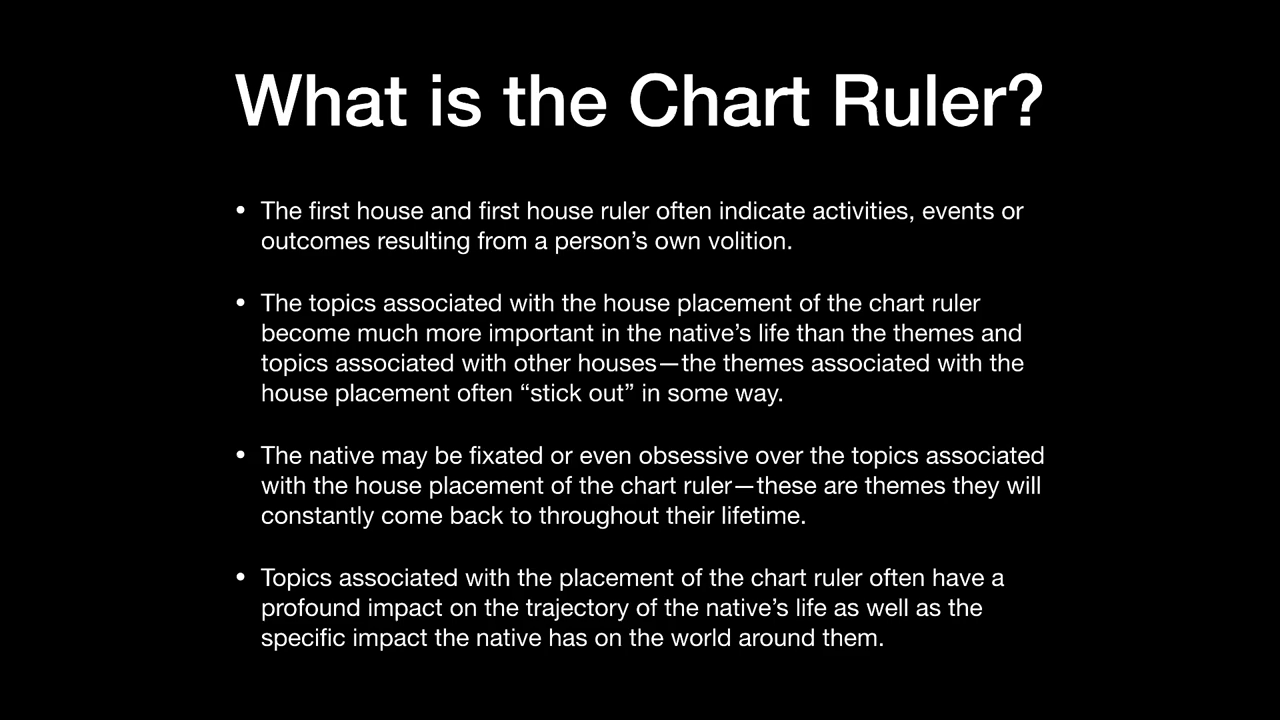 What is the Chart Ruler?
• The first house and first house ruler often indicate activities, events or
outcomes resulting from a person’s own volition.
• The topics associated with the house placement of the chart ruler
become much more important in the native’s life than the themes and
topics associated with other houses—the themes associated with the
house placement often “stick out” in some way.
• The native may be fixated or even obsessive over the topics associated
with the house placement of the chart ruler—these are themes they will
constantly come back to throughout their lifetime.
• Topics associated with the placement of the chart ruler often have a
profound impact on the trajectory of the native’s life as well as the
specific impact the native has on the world around them.